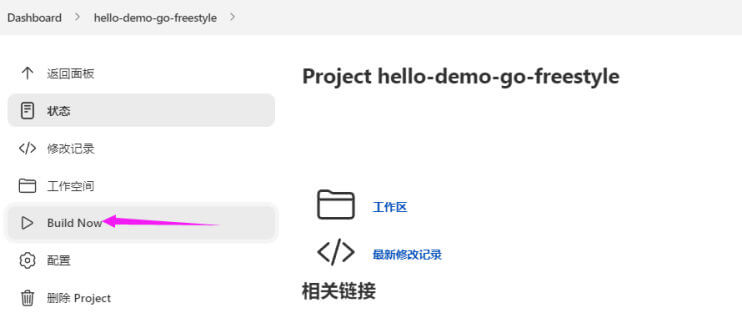 Dashboard > hello-demo-go-freestyle >
返回面板
状态
修改记录
工作空间
Build Now
配置
删除 Project
Project hello-demo-go-freestyle
工作区
最新修改记录
相关链接